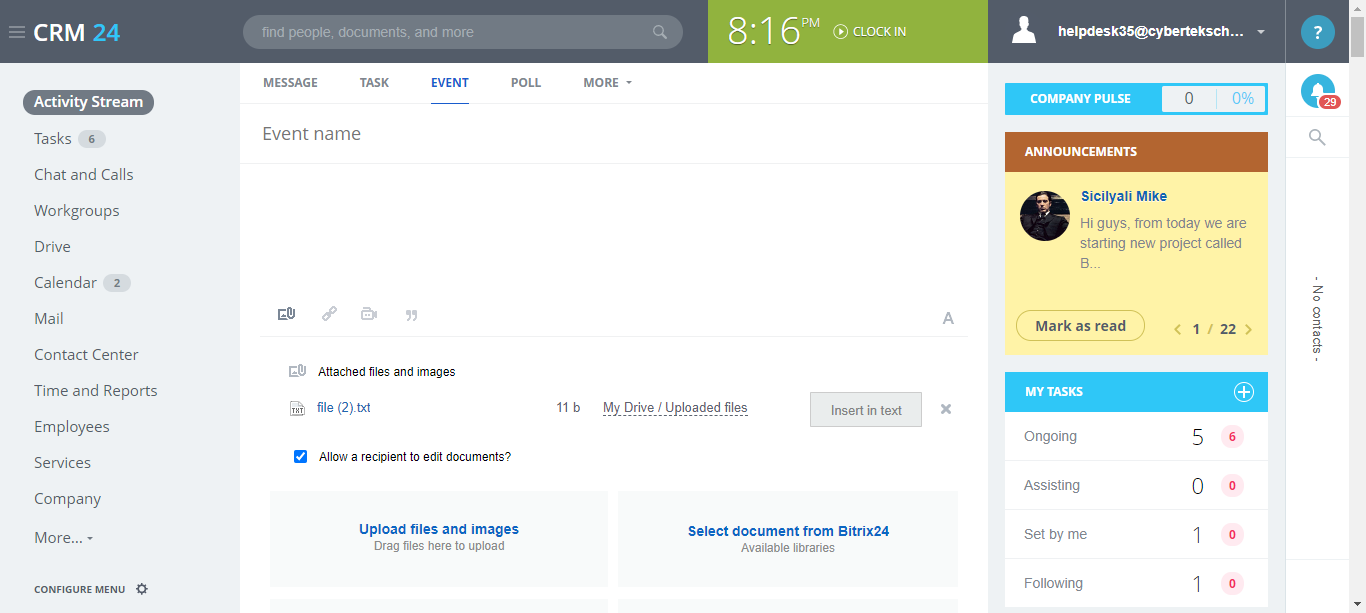 CRM 24
find people, documents, and more
8:16 PM
CLOCK IN
helpdesk35@cyberteksch...
?
Activity Stream
Tasks 6
Chat and Calls
Workgroups
Drive
Calendar 2
Mail
Contact Center
Time and Reports
Employees
Services
Company
More...
CONFIGURE MENU
MESSAGE TASK EVENT POLL MORE
Event name
A
Attached files and images
TXT
file (2).txt 11 b My Drive / Uploaded files Insert in text
Allow a recipient to edit documents?
Upload files and images
Drag files here to upload
Select document from Bitrix24
Available libraries
COMPANY PULSE 0 0%
ANNOUNCEMENTS
Sicilyali Mike
Hi guys, from today we are
starting new project called
B...
Mark as read 1 / 22
MY TASKS
Ongoing 5 6
Assisting 0 0
Set by me 1 0
Following 1 0
29
- No contacts -